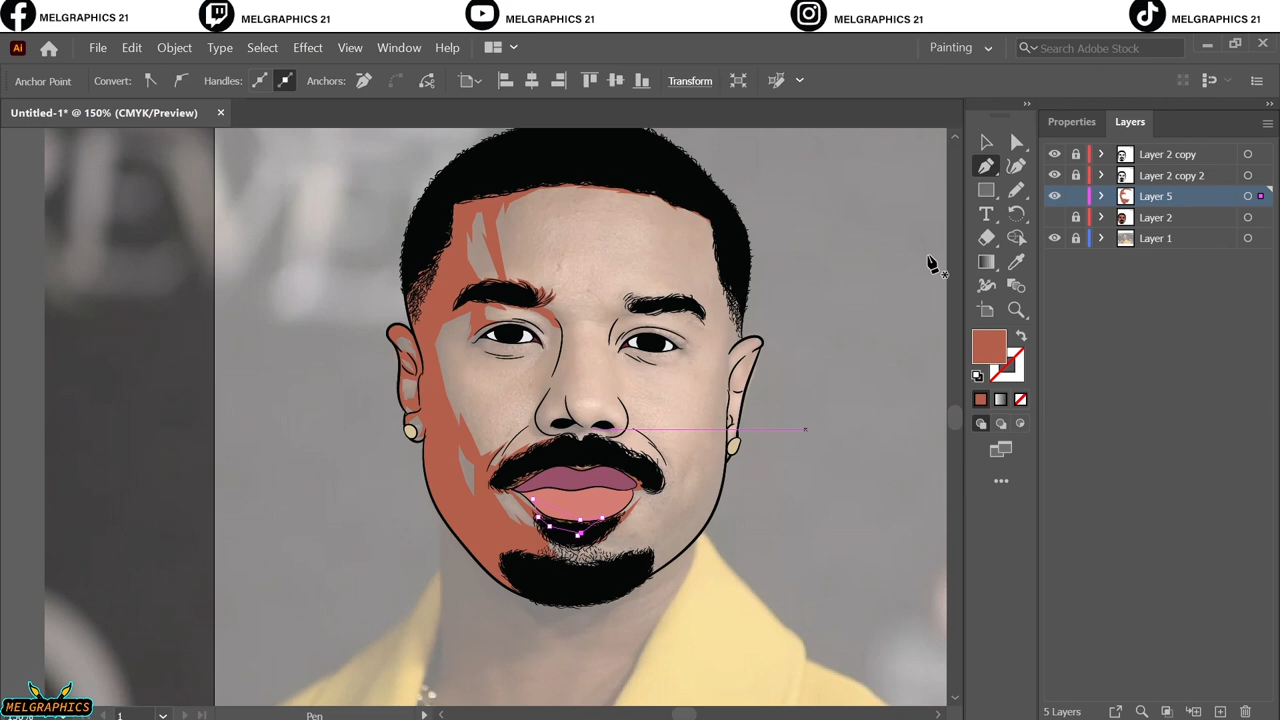 MELGRAPHICS 21 MELGRAPHICS 21 MELGRAPHICS 21 MELGRAPHICS 21 MELGRAPHICS 21
Ai File Edit Object Type Select Effect View Window Help Painting Search Adobe Stock
Anchor Point Convert: Handles: Anchors: Transform
Untitled-1* @ 150% (CMYK/Preview)
Properties Layers
Layer 2 copy
Layer 2 copy 2
Layer 5
Layer 2
Layer 1
MELGRAPHICS
1 Pen 5 Layers